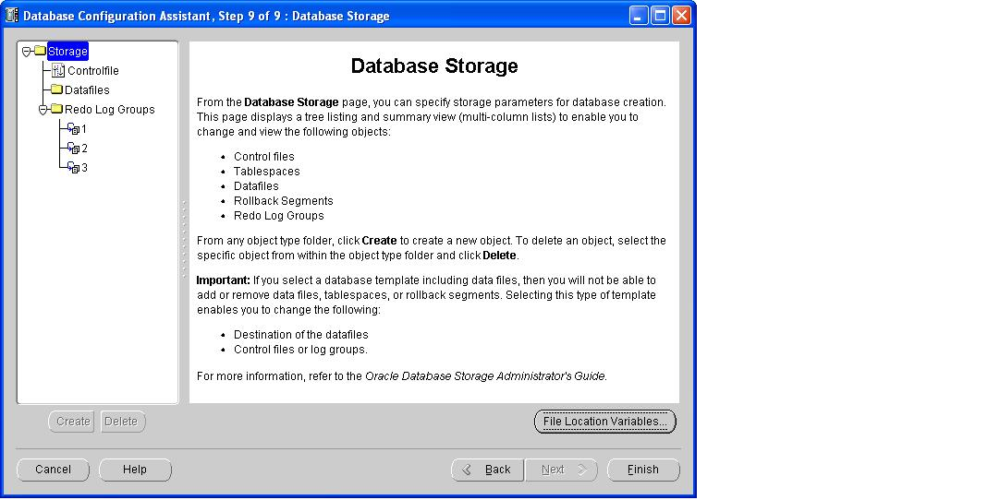 Database Configuration Assistant, Step 9 of 9 : Database Storage
Storage
Controlfile
Datafiles
Redo Log Groups
1
2
3
Database Storage
From the Database Storage page, you can specify storage parameters for database creation.
This page displays a tree listing and summary view (multi-column lists) to enable you to
change and view the following objects:
• Control files
• Tablespaces
• Datafiles
• Rollback Segments
• Redo Log Groups
From any object type folder, click Create to create a new object. To delete an object, select the
specific object from within the object type folder and click Delete.
Important: If you select a database template including data files, then you will not be able to
add or remove data files, tablespaces, or rollback segments. Selecting this type of template
enables you to change the following:
• Destination of the datafiles
• Control files or log groups.
For more information, refer to the Oracle Database Storage Administrator's Guide.
Create Delete File Location Variables...
Cancel Help Back Next Finish